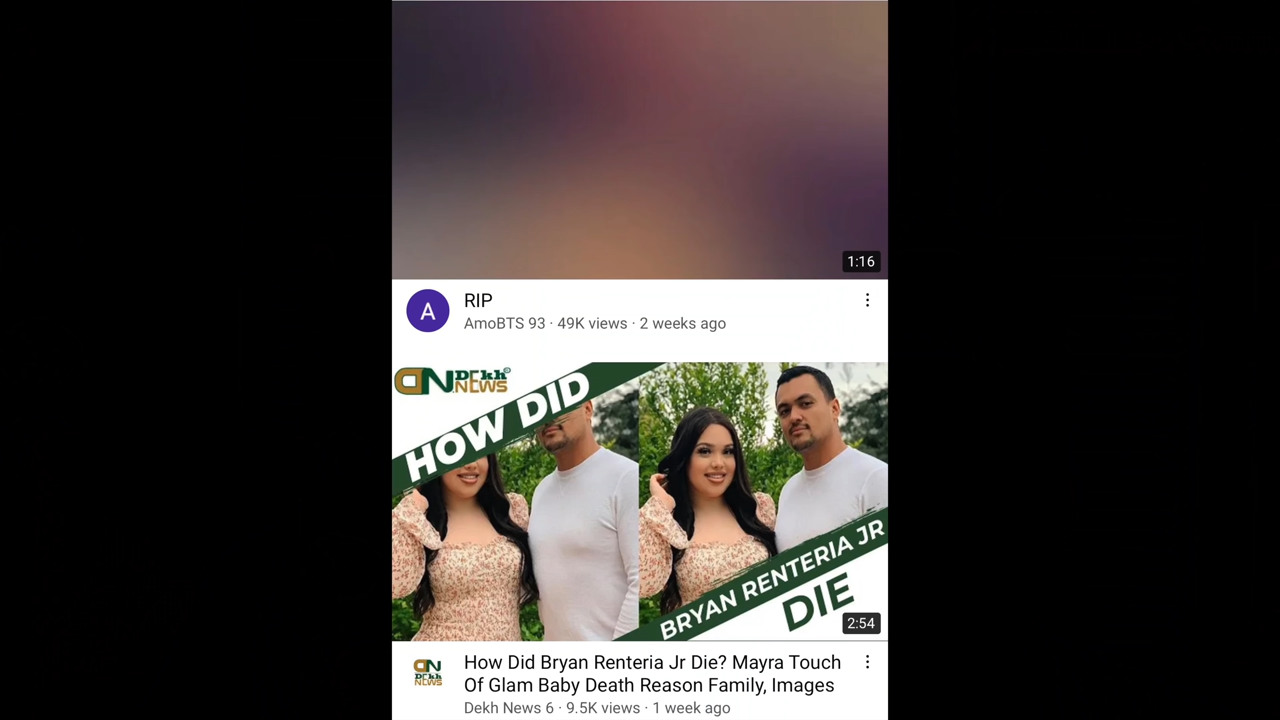 1:16
A
RIP
AmoBTS 93 · 49K views · 2 weeks ago
DN Dekh NEWS
HOW DID
BRYAN RENTERIA JR
DIE
2:54
DN
Dekh
NEWS
How Did Bryan Renteria Jr Die? Mayra Touch
Of Glam Baby Death Reason Family, Images
Dekh News 6 · 9.5K views · 1 week ago